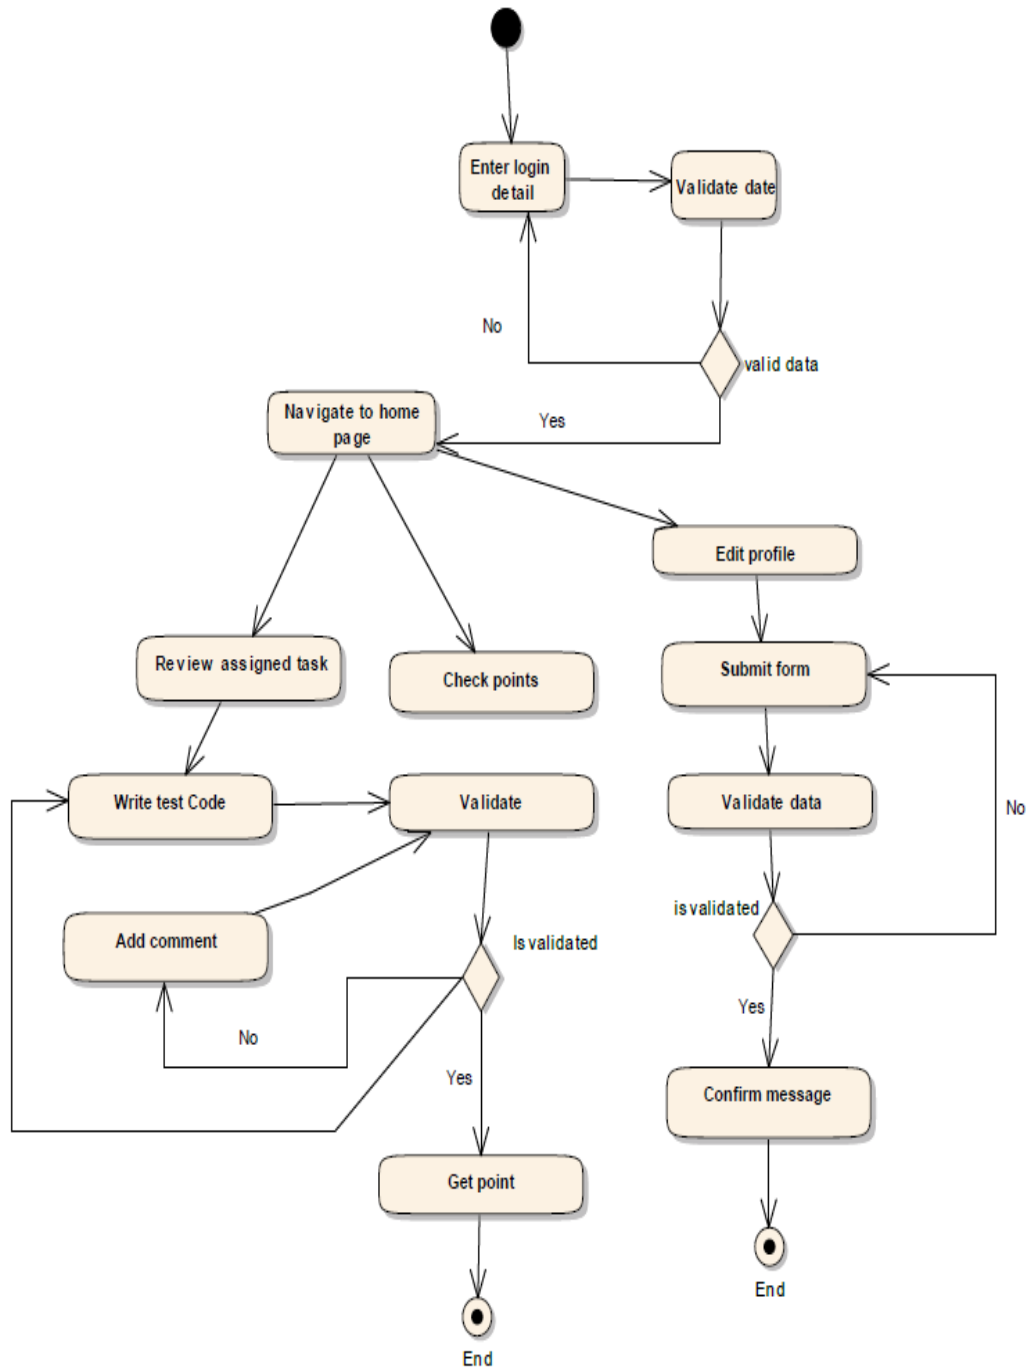 Enter login
detail
Validate date
No
valid data
Navigate to home
page
Yes
Edit profile
Review assigned task
Check points
Submit form
Write test Code
Validate
Validate data
No
Add comment
Is validated
is validated
No
Yes
Yes
Confirm message
Get point
End
End